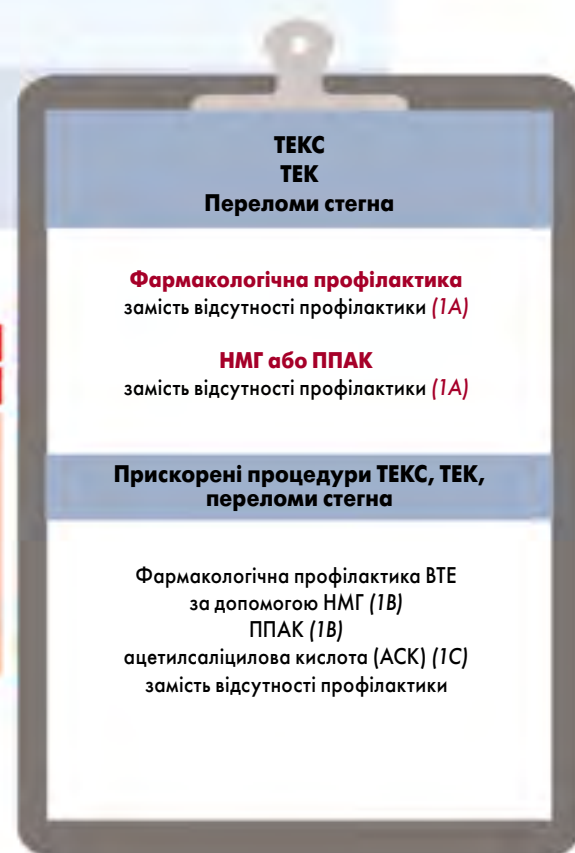 ТЕКС
ТЕК
Переломи стегна
Фармакологічна профілактика
замість відсутності профілактики (1А)
НМГ або ППАК
замість відсутності профілактики (1А)
Прискорені процедури ТЕКС, ТЕК,
переломи стегна
Фармакологічна профілактика ВТЕ
за допомогою НМГ (1В)
ППАК (1В)
ацетилсаліцилова кислота (АСК) (1С)
замість відсутності профілактики